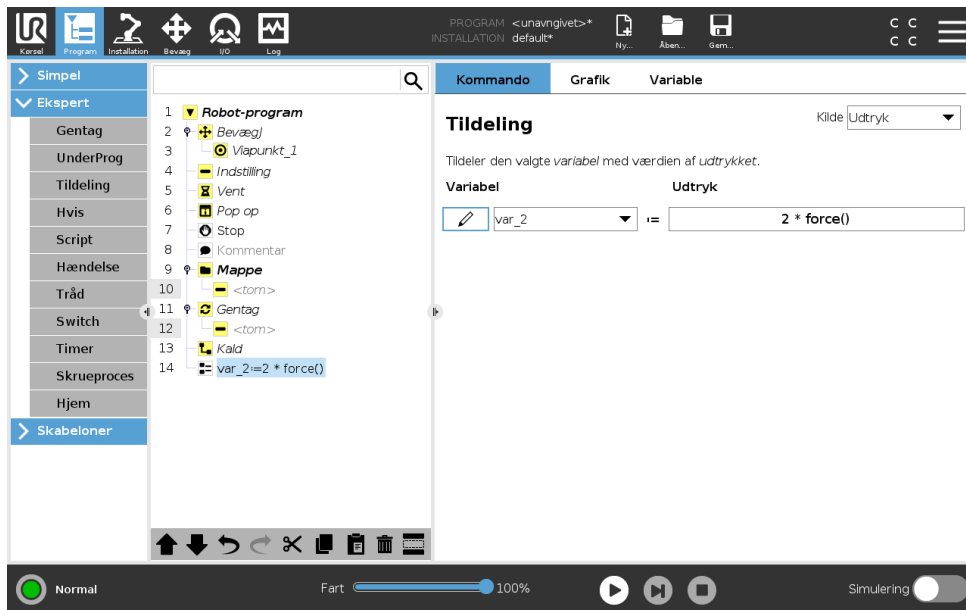 UR
PROGRAM <unavngivet>*
INSTALLATION default*
C C
C C
Kørsel Program Installation Bevæg I/O Log Ny... Åben... Gem...
Simpel
Ekspert
Gentag
UnderProg
Tildeling
Hvis
Script
Hændelse
Tråd
Switch
Timer
Skrueproces
Hjem
Skabeloner
1 Robot-program
2 BevægJ
3 Viapunkt_1
4 Indstilling
5 Vent
6 Pop op
7 Stop
8 Kommentar
9 Mappe
10 <tom>
11 Gentag
12 <tom>
13 Kald
14 var_2:=2 * force()
Kommando Grafik Variable
Tildeling
Kilde Udtryk
Tildeler den valgte variabel med værdien af udtrykket.
Variabel Udtryk
var_2 := 2 * force()
Normal
Fart 100%
Simulering